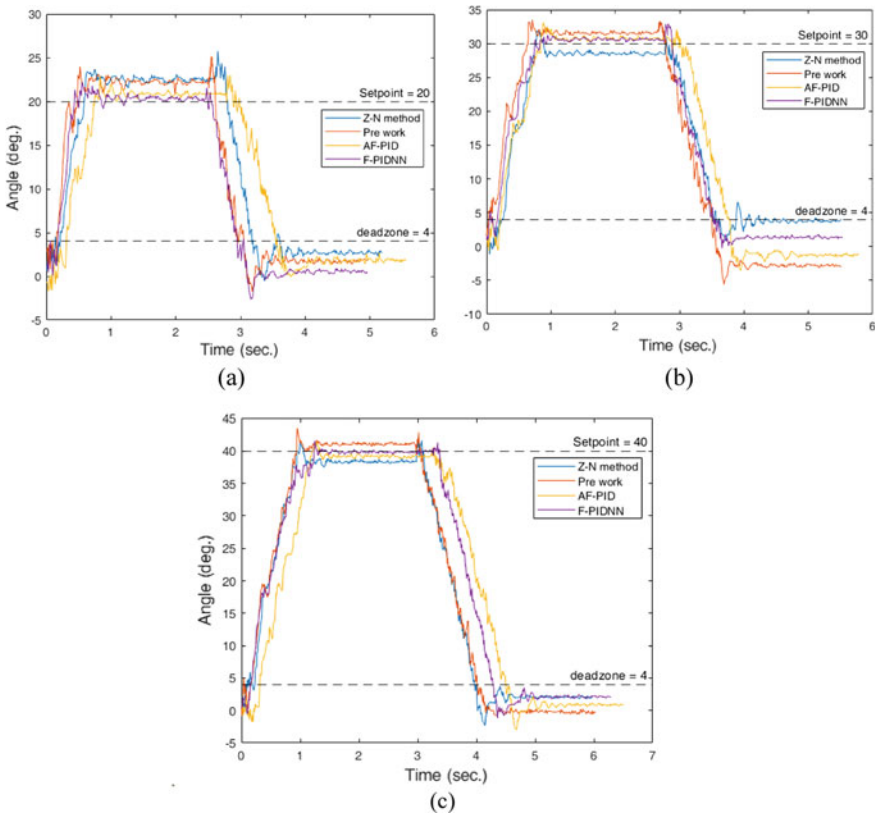 30
25
20
15
10
5
0
-5
Angle (deg.)
Setpoint = 20
Z-N method
Pre work
AF-PID
F-PIDNN
deadzone = 4
0 1 2 3 4 5 6
Time (sec.)
(a)
35
30
25
20
15
10
5
0
-5
-10
Setpoint = 30
Z-N method
Pre work
AF-PID
F-PIDNN
deadzone = 4
0 1 2 3 4 5 6
Time (sec.)
(b)
45
40
35
30
25
20
15
10
5
0
-5
Angle (deg.)
Setpoint = 40
Z-N method
Pre work
AF-PID
F-PIDNN
deadzone = 4
0 1 2 3 4 5 6 7
Time (sec.)
(c)